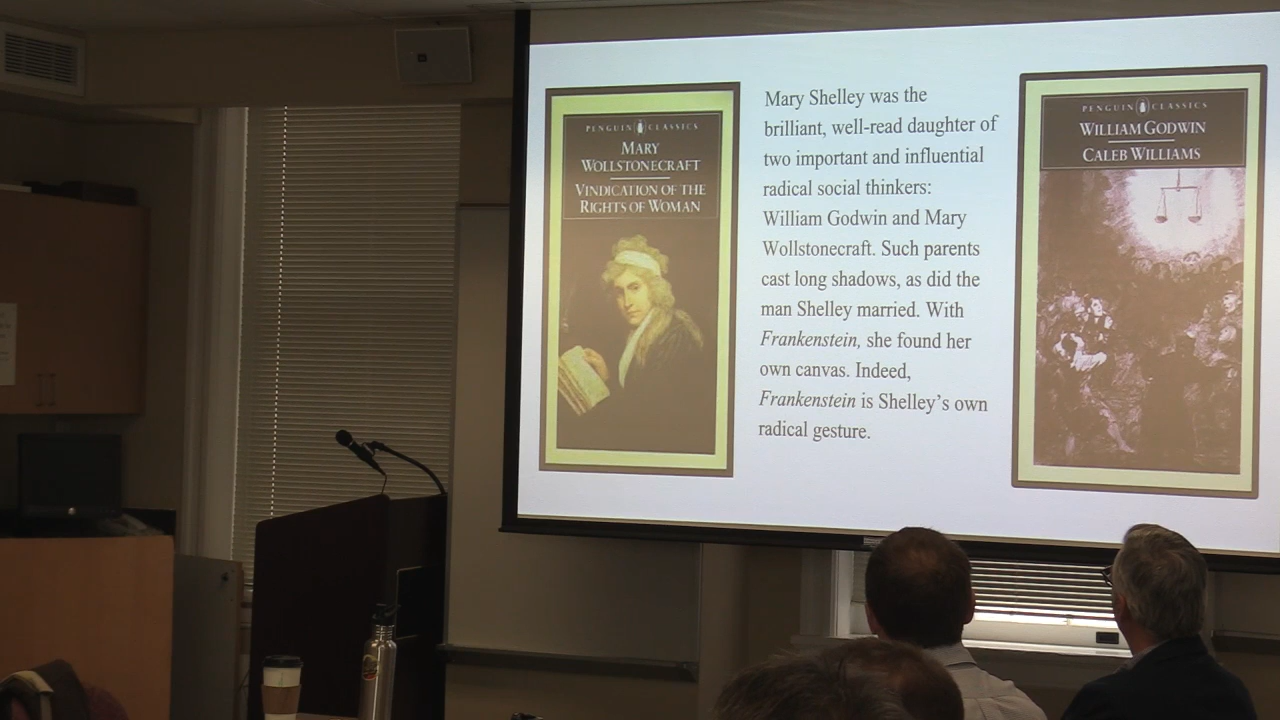 PENGUIN CLASSICS
MARY
WOLLSTONECRAFT
VINDICATION OF THE
RIGHTS OF WOMAN
Mary Shelley was the
brilliant, well-read daughter of
two important and influential
radical social thinkers:
William Godwin and Mary
Wollstonecraft. Such parents
cast long shadows, as did the
man Shelley married. With
Frankenstein, she found her
own canvas. Indeed,
Frankenstein is Shelley's own
radical gesture.
PENGUIN CLASSICS
WILLIAM GODWIN
CALEB WILLIAMS